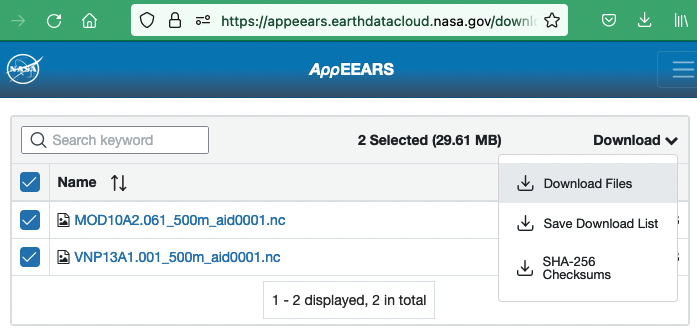 https://appeears.earthdatacloud.nasa.gov/downl
NASA
AppEEARS
Search keyword
2 Selected (29.61 MB)
Download
Name
Download Files
MOD10A2.061_500m_aid0001.nc
Save Download List
VNP13A1.001_500m_aid0001.nc
SHA-256
Checksums
1 - 2 displayed, 2 in total